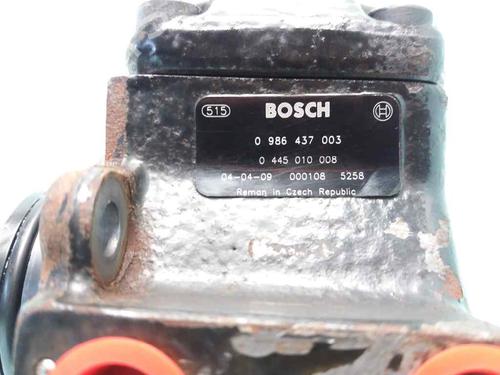 515 BOSCH
0 986 437 003
0 445 010 008
04-04-09 000108 5258
Reman in Czech Republic